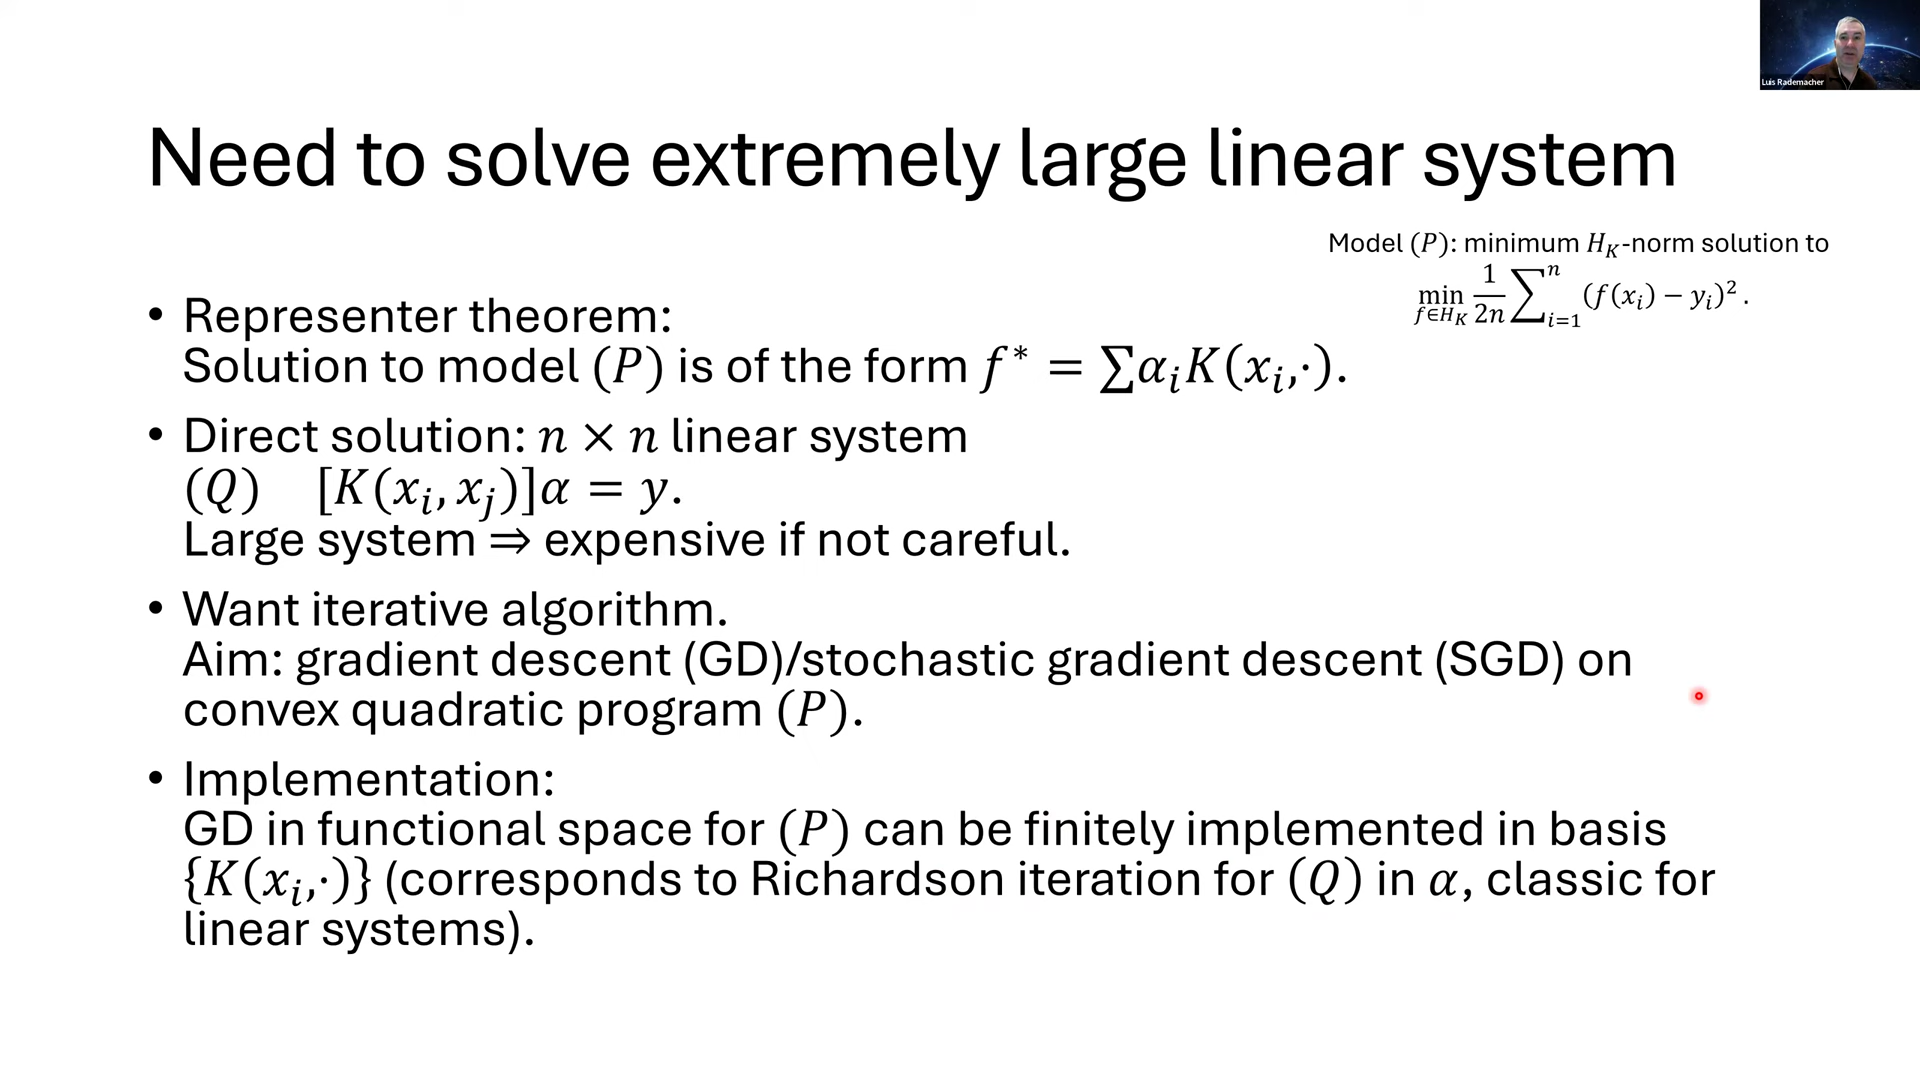 Luis Rademacher
Need to solve extremely large linear system
Model (P): minimum H_K-norm solution to
min_{f∈H_K} 1/2n ∑_{i=1}^{n} (f(x_i) − y_i)^2 .
• Representer theorem:
Solution to model (P) is of the form f* = ∑α_i K(x_i,·).
• Direct solution: n × n linear system
(Q) [K(x_i, x_j)]α = y.
Large system ⇒ expensive if not careful.
• Want iterative algorithm.
Aim: gradient descent (GD)/stochastic gradient descent (SGD) on
convex quadratic program (P).
• Implementation:
GD in functional space for (P) can be finitely implemented in basis
{K(x_i,·)} (corresponds to Richardson iteration for (Q) in α, classic for
linear systems).